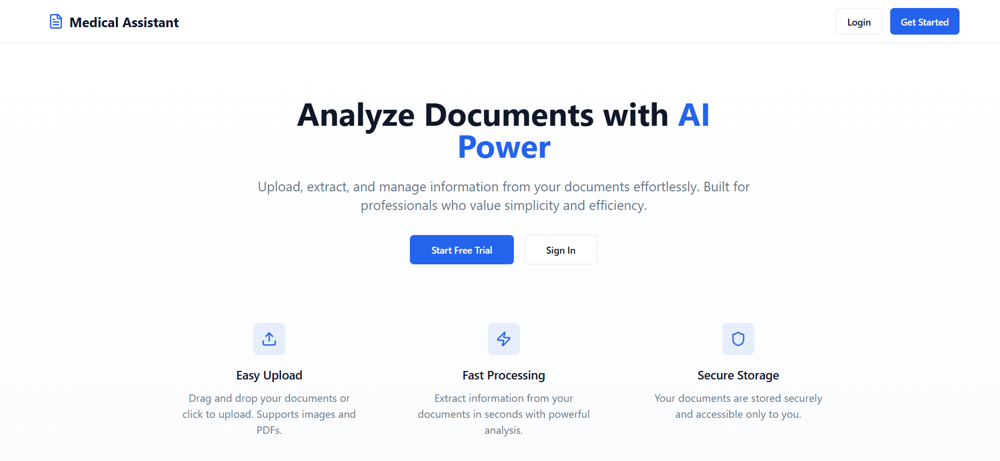 Medical Assistant
Login
Get Started
Analyze Documents with AI
Power
Upload, extract, and manage information from your documents effortlessly. Built for
professionals who value simplicity and efficiency.
Start Free Trial
Sign In
Easy Upload
Drag and drop your documents or
click to upload. Supports images and
PDFs.
Fast Processing
Extract information from your
documents in seconds with powerful
analysis.
Secure Storage
Your documents are stored securely
and accessible only to you.